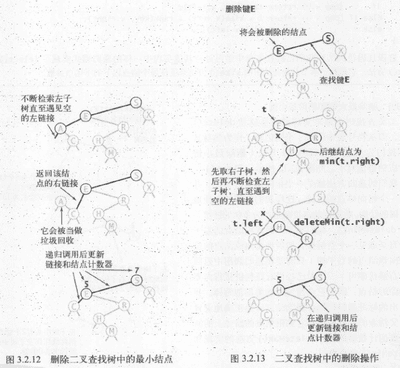 不断检索左子
树直至遇见空
的左链接
S
E
X
A
R
C
H
M
返回该结
点的右链接
S
E
X
A
R
C
H
M
它会被当做
垃圾回收
递归调用后更新
链接和结点计数器
7
5
S
E
X
C
R
H
M
图 3.2.12 删除二叉查找树中的最小结点
删除键E
将会被删除的结点
S
E
X
A
R
C
H
M
查找键E
t
S
E
X
x
A
R
C
H
M
后继结点为
min(t.right)
先取右子树，然
后再不断检查左
子树，直至遇到
空的左链接
S
x
E
X
t.left
deleteMin(t.right)
A
H
R
C
M
7
5
S
H
X
A
R
C
M
在递归调用后
更新链接和结
点计数器
图 3.2.13 二叉查找树中的删除操作